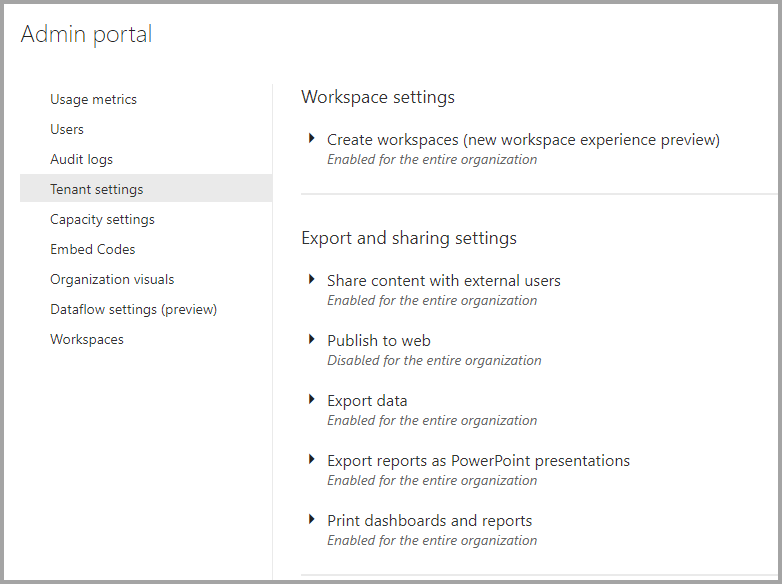 Admin portal
Usage metrics
Users
Audit logs
Tenant settings
Capacity settings
Embed Codes
Organization visuals
Dataflow settings (preview)
Workspaces
Workspace settings
Create workspaces (new workspace experience preview)
Enabled for the entire organization
Export and sharing settings
Share content with external users
Enabled for the entire organization
Publish to web
Disabled for the entire organization
Export data
Enabled for the entire organization
Export reports as PowerPoint presentations
Enabled for the entire organization
Print dashboards and reports
Enabled for the entire organization